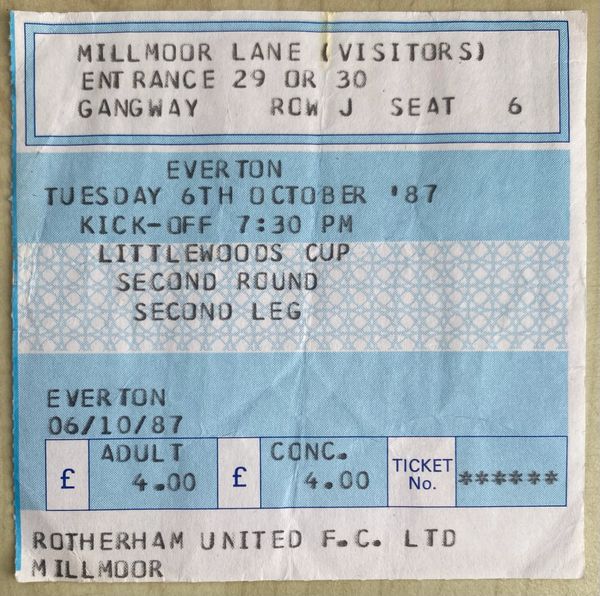 MILLMOOR LANE (VISITORS)
ENTRANCE 29 OR 30
GANGWAY ROW J SEAT 6
EVERTON
TUESDAY 6TH OCTOBER '87
KICK-OFF 7:30 PM
LITTLEWOODS CUP
SECOND ROUND
SECOND LEG
EVERTON
06/10/87
£ ADULT 4.00 £ CONC. 4.00 TICKET No. ******
ROTHERHAM UNITED F.C. LTD
MILLMOOR